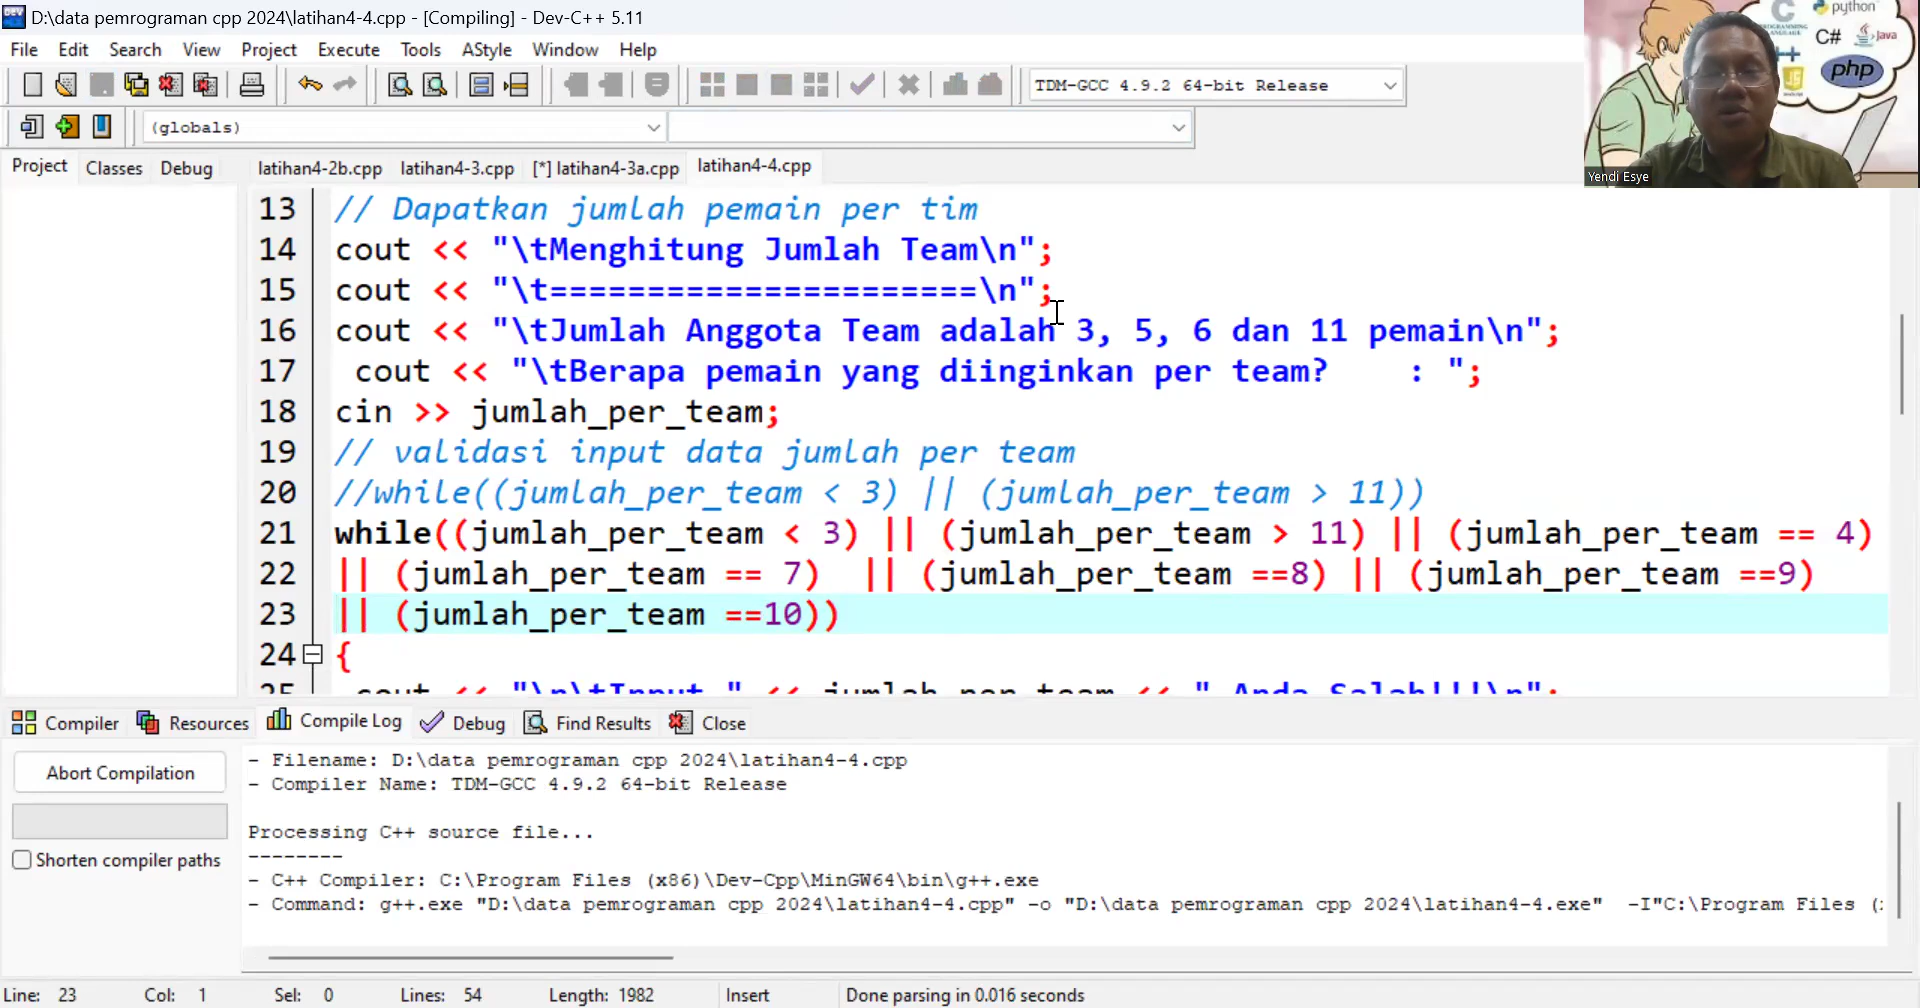 D:\data pemrograman cpp 2024\latihan4-4.cpp - [Compiling] - Dev-C++ 5.11
File Edit Search View Project Execute Tools AStyle Window Help
TDM-GCC 4.9.2 64-bit Release
(globals)
Project Classes Debug
latihan4-2b.cpp latihan4-3.cpp [*] latihan4-3a.cpp latihan4-4.cpp
python
C#
Java
php
JS
Yendi Esye
13 // Dapatkan jumlah pemain per tim
14 cout << "\tMenghitung Jumlah Team\n";
15 cout << "\t======================\n";
16 cout << "\tJumlah Anggota Team adalah 3, 5, 6 dan 11 pemain\n";
17 cout << "\tBerapa pemain yang diinginkan per team?    : ";
18 cin >> jumlah_per_team;
19 // validasi input data jumlah per team
20 //while((jumlah_per_team < 3) || (jumlah_per_team > 11))
21 while((jumlah_per_team < 3) || (jumlah_per_team > 11) || (jumlah_per_team == 4)
22 || (jumlah_per_team == 7)  || (jumlah_per_team ==8) || (jumlah_per_team ==9)
23 || (jumlah_per_team ==10))
24 {
25 cout << "\n\tInput " << jumlah_per_team << " Anda Salah!!!\n";
Compiler Resources Compile Log Debug Find Results Close
Abort Compilation
Shorten compiler paths
- Filename: D:\data pemrograman cpp 2024\latihan4-4.cpp
- Compiler Name: TDM-GCC 4.9.2 64-bit Release
Processing C++ source file...
--------
- C++ Compiler: C:\Program Files (x86)\Dev-Cpp\MinGW64\bin\g++.exe
- Command: g++.exe "D:\data pemrograman cpp 2024\latihan4-4.cpp" -o "D:\data pemrograman cpp 2024\latihan4-4.exe"  -I"C:\Program Files (
Line: 23 Col: 1 Sel: 0 Lines: 54 Length: 1982 Insert Done parsing in 0.016 seconds